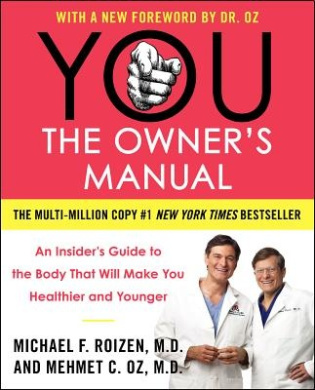 WITH A NEW FOREWORD BY DR. OZ
YOU
THE OWNER'S
MANUAL
THE MULTI-MILLION COPY #1 NEW YORK TIMES BESTSELLER
An Insider's Guide to
the Body That Will Make You
Healthier and Younger
MICHAEL F. ROIZEN, M.D.
AND MEHMET C. OZ, M.D.